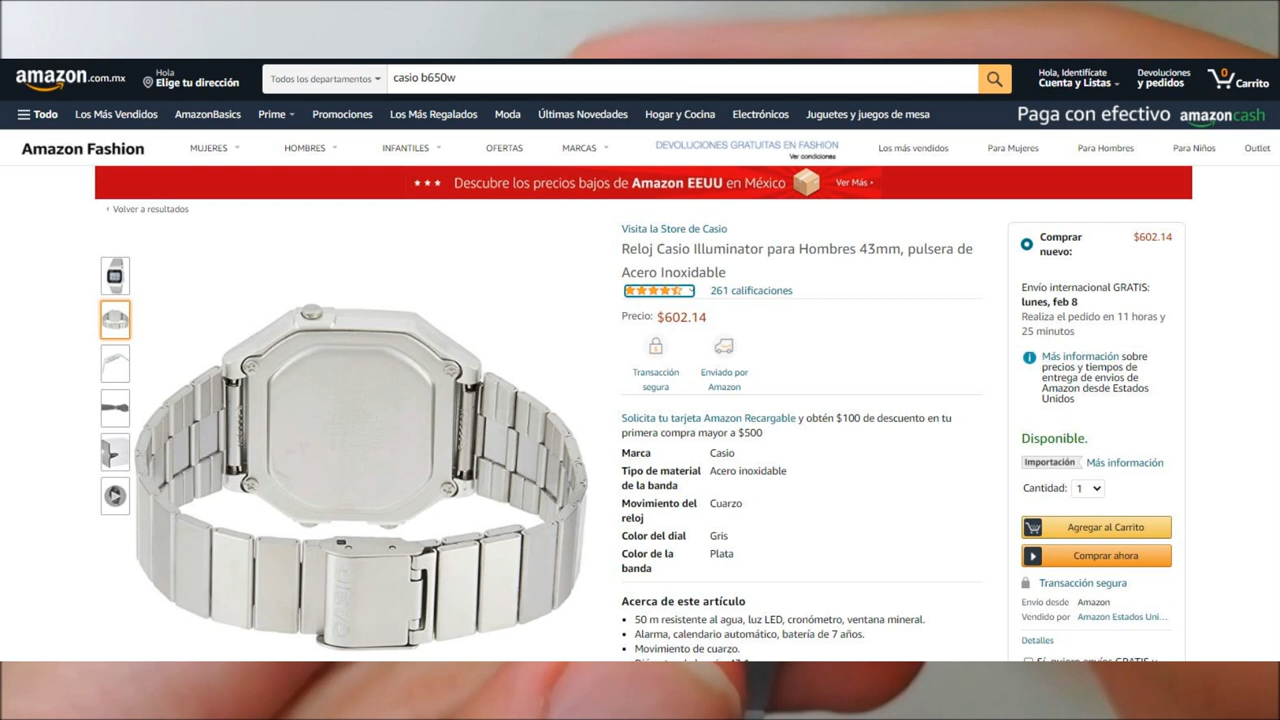 amazon.com.mx
Hola
Elige tu dirección
Todos los departamentos
casio b650w
Hola, Identifícate
Cuenta y Listas
Devoluciones
y pedidos
0
Carrito
Todo
Los Más Vendidos
AmazonBasics
Prime
Promociones
Los Más Regalados
Moda
Últimas Novedades
Hogar y Cocina
Electrónicos
Juguetes y juegos de mesa
Paga con efectivo amazoncash
Amazon Fashion
MUJERES
HOMBRES
INFANTILES
OFERTAS
MARCAS
DEVOLUCIONES GRATUITAS EN FASHION
Ver condiciones
Los más vendidos
Para Mujeres
Para Hombres
Para Niños
Outlet
Descubre los precios bajos de Amazon EEUU en México
Ver Más ›
‹ Volver a resultados
Visita la Store de Casio
Reloj Casio Illuminator para Hombres 43mm, pulsera de
Acero Inoxidable
261 calificaciones
Precio: $602.14
Transacción
segura
Enviado por
Amazon
Solicita tu tarjeta Amazon Recargable y obtén $100 de descuento en tu
primera compra mayor a $500
Marca Casio
Tipo de material Acero inoxidable
de la banda
Movimiento del Cuarzo
reloj
Color del dial Gris
Color de la Plata
banda
Acerca de este artículo
• 50 m resistente al agua, luz LED, cronómetro, ventana mineral.
• Alarma, calendario automático, batería de 7 años.
• Movimiento de cuarzo.
Comprar $602.14
nuevo:
Envío internacional GRATIS:
lunes, feb 8
Realiza el pedido en 11 horas y
25 minutos
Más información sobre
precios y tiempos de
entrega de envios de
Amazon desde Estados
Unidos
Disponible.
Importación Más información
Cantidad: 1
Agregar al Carrito
Comprar ahora
Transacción segura
Envío desde Amazon
Vendido por Amazon Estados Uni...
Detalles
CASIO